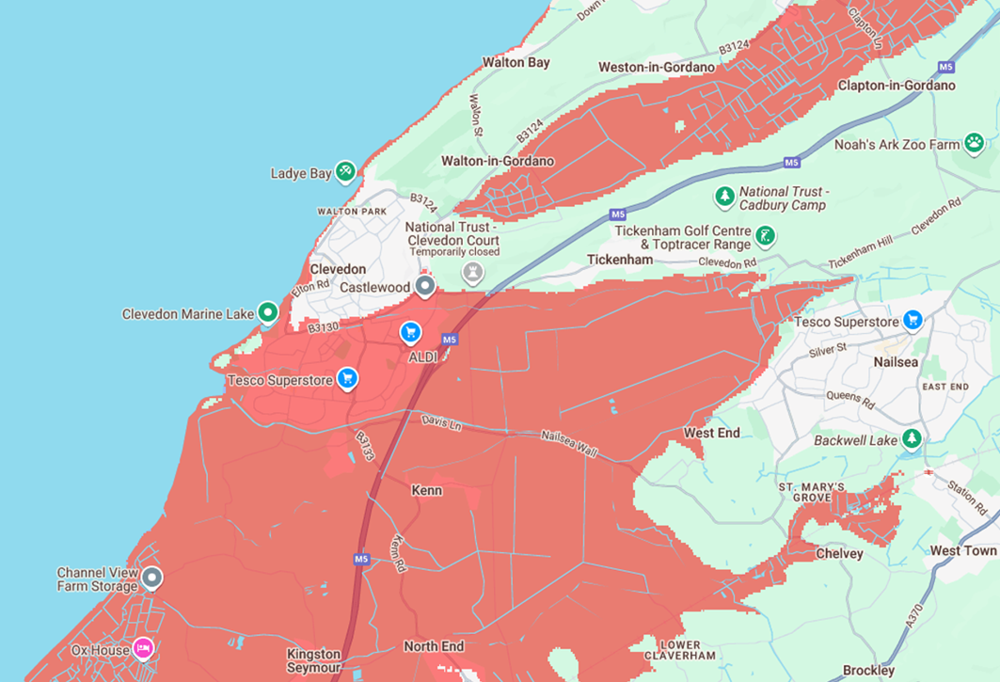 Down
Clapton Ln
B3124
Walton Bay
Weston-in-Gordano
M5
Clapton-in-Gordano
Walton St
B3124
Noah's Ark Zoo Farm
Walton-in-Gordano
M5
Ladye Bay
National Trust -
Cadbury Camp
B3124
WALTON PARK
M5
Clevedon Rd
National Trust -
Clevedon Court
Temporarily closed
Tickenham Golf Centre
& Toptracer Range
Tickenham
Clevedon Rd
Tickenham Hill
Clevedon
Elton Rd
Castlewood
Clevedon Marine Lake
B3130
Tesco Superstore
M5
ALDI
Silver St
Nailsea
Tesco Superstore
EAST END
Queens Rd
Davis Ln
Nailsea Wall
West End
Backwell Lake
B3133
Kenn
ST. MARY'S
GROVE
Station Rd
Kenn Rd
M5
Chelvey
West Town
Channel View
Farm Storage
A370
Ox House
Kingston
Seymour
North End
LOWER
CLAVERHAM
Brockley